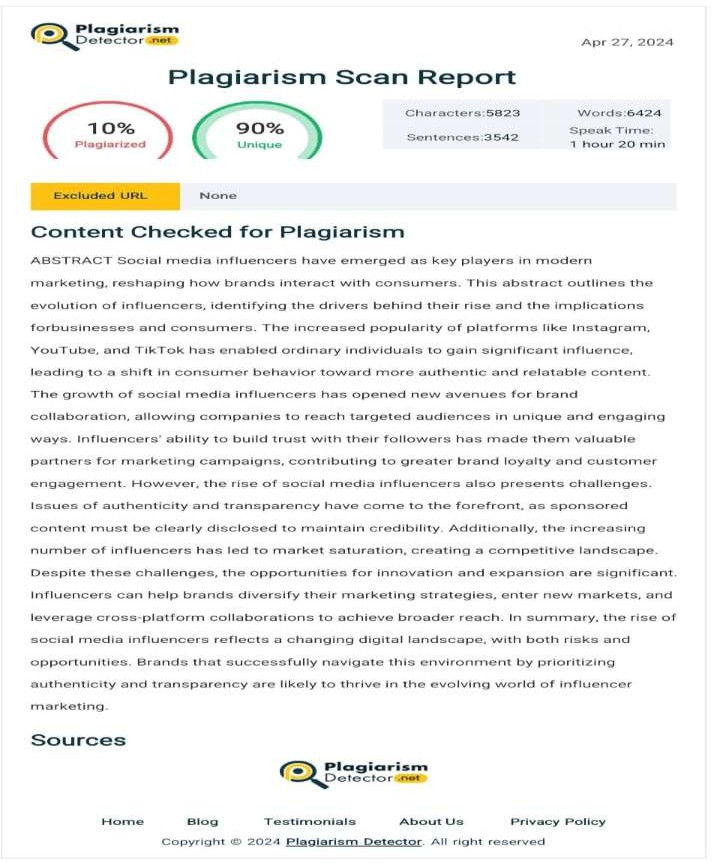 Plagiarism
Detector.net
Apr 27, 2024
Plagiarism Scan Report
10%
Plagiarized
90%
Unique
Characters:5823
Words:6424
Sentences:3542
Speak Time:
1 hour 20 min
Excluded URL
None
Content Checked for Plagiarism
ABSTRACT Social media influencers have emerged as key players in modern
marketing, reshaping how brands interact with consumers. This abstract outlines the
evolution of influencers, identifying the drivers behind their rise and the implications
forbusinesses and consumers. The increased popularity of platforms like Instagram,
YouTube, and TikTok has enabled ordinary individuals to gain significant influence,
leading to a shift in consumer behavior toward more authentic and relatable content.
The growth of social media influencers has opened new avenues for brand
collaboration, allowing companies to reach targeted audiences in unique and engaging
ways. Influencers' ability to build trust with their followers has made them valuable
partners for marketing campaigns, contributing to greater brand loyalty and customer
engagement. However, the rise of social media influencers also presents challenges.
Issues of authenticity and transparency have come to the forefront, as sponsored
content must be clearly disclosed to maintain credibility. Additionally, the increasing
number of influencers has led to market saturation, creating a competitive landscape.
Despite these challenges, the opportunities for innovation and expansion are significant.
Influencers can help brands diversify their marketing strategies, enter new markets, and
leverage cross-platform collaborations to achieve broader reach. In summary, the rise of
social media influencers reflects a changing digital landscape, with both risks and
opportunities. Brands that successfully navigate this environment by prioritizing
authenticity and transparency are likely to thrive in the evolving world of influencer
marketing.
Sources
Plagiarism
Detector.net
Home Blog Testimonials About Us Privacy Policy
Copyright © 2024 Plagiarism Detector. All right reserved